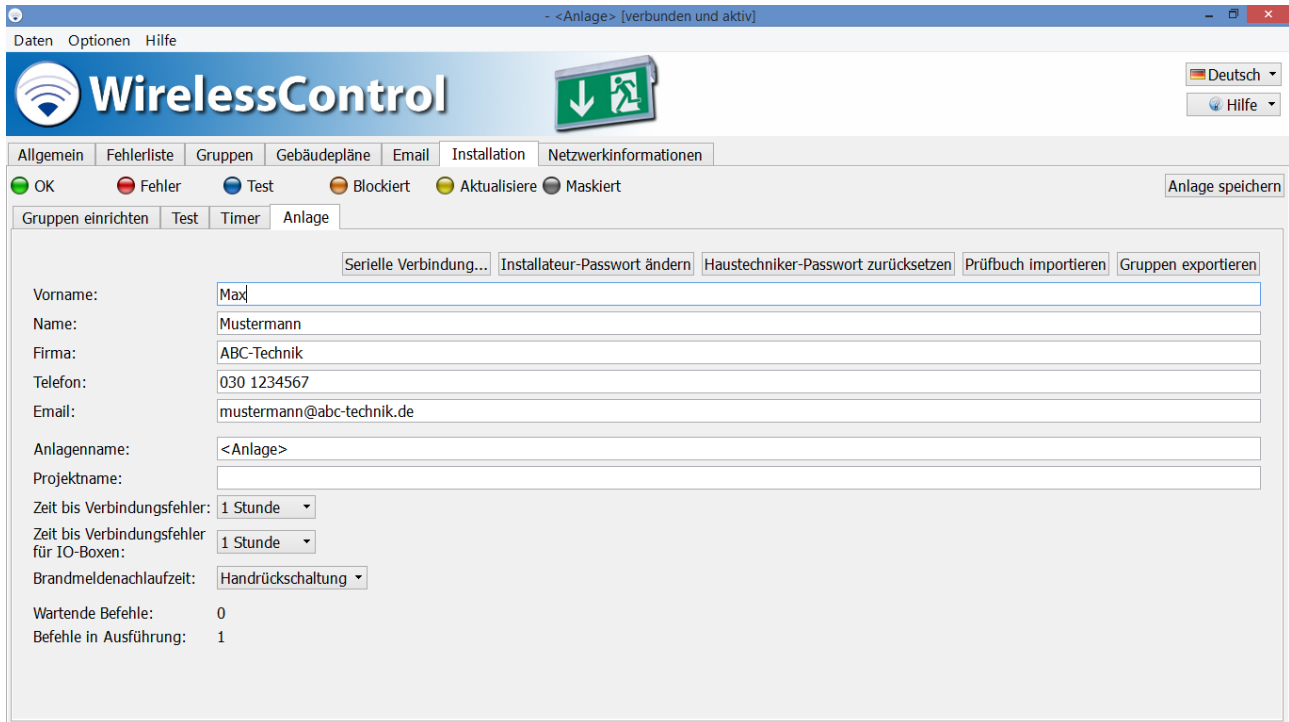 - <Anlage> [verbunden und aktiv]
Daten Optionen Hilfe
WirelessControl
Deutsch
Hilfe
Allgemein Fehlerliste Gruppen Gebäudepläne Email Installation Netzwerkinformationen
OK Fehler Test Blockiert Aktualisiere Maskiert Anlage speichern
Gruppen einrichten Test Timer Anlage
Serielle Verbindung... Installateur-Passwort ändern Haustechniker-Passwort zurücksetzen Prüfbuch importieren Gruppen exportieren
Vorname: Max
Name: Mustermann
Firma: ABC-Technik
Telefon: 030 1234567
Email: mustermann@abc-technik.de
Anlagenname: <Anlage>
Projektname:
Zeit bis Verbindungsfehler: 1 Stunde
Zeit bis Verbindungsfehler
für IO-Boxen: 1 Stunde
Brandmeldenachlaufzeit: Handrückschaltung
Wartende Befehle: 0
Befehle in Ausführung: 1